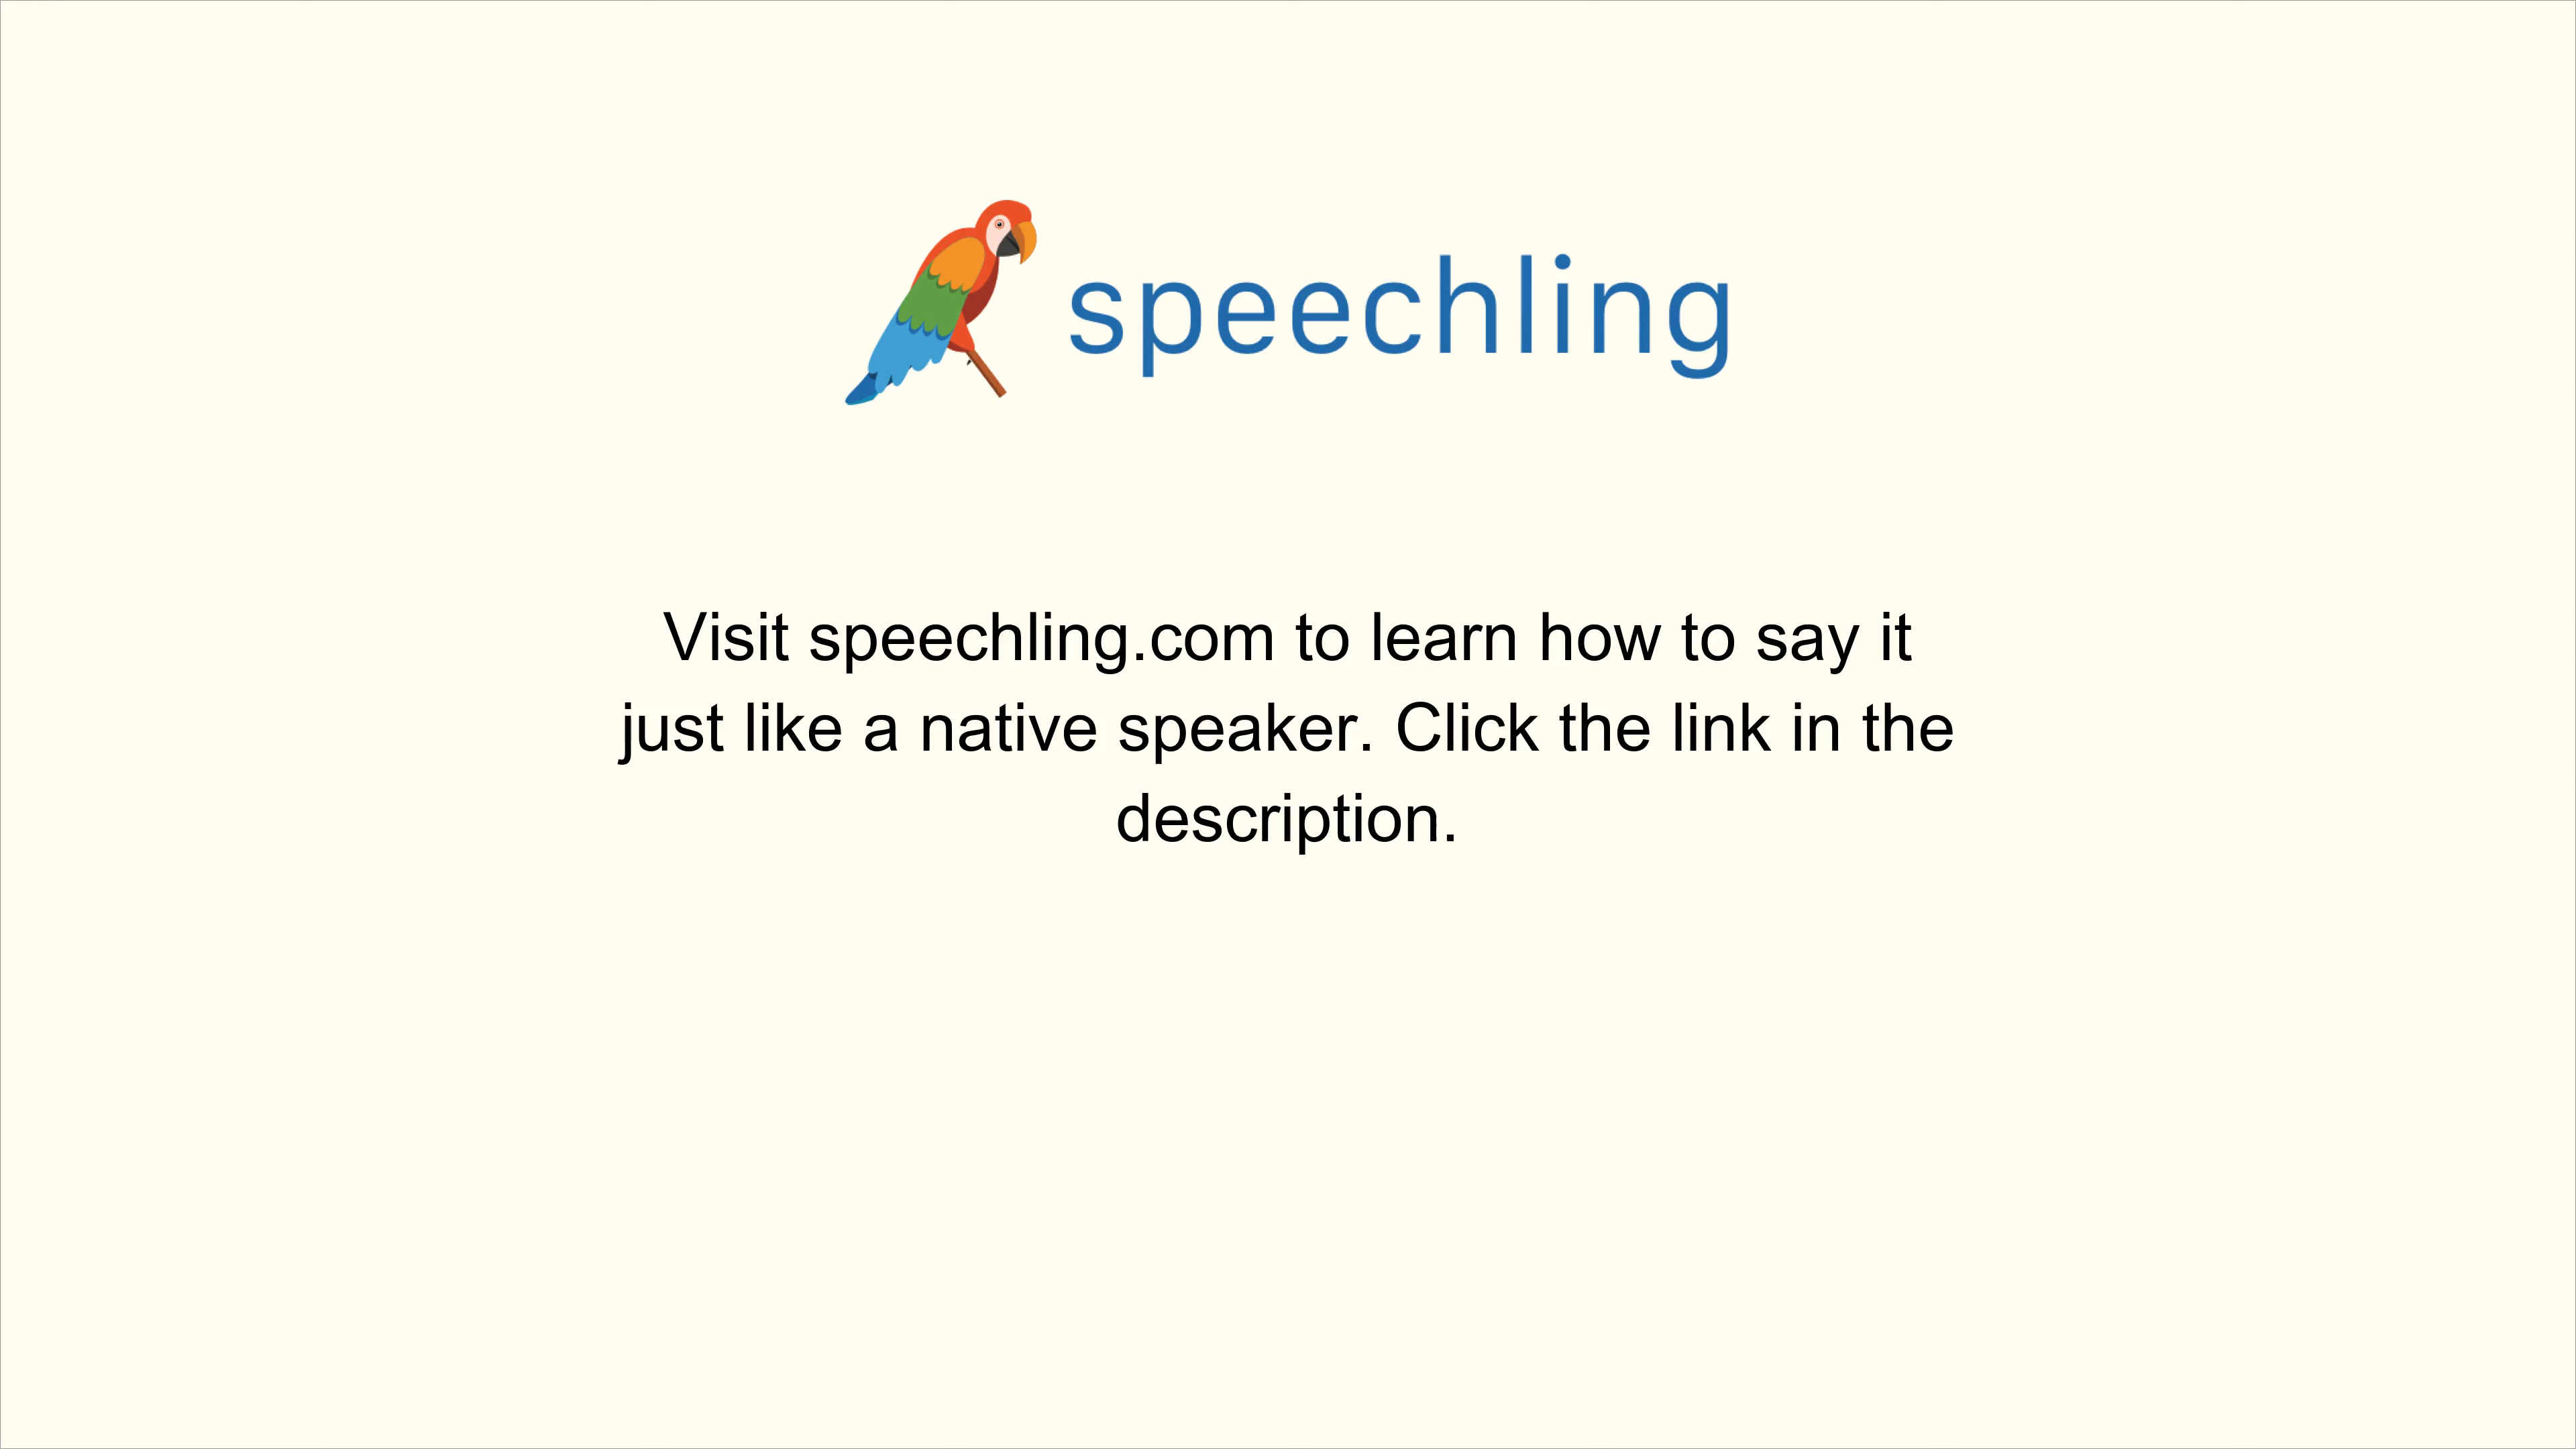 speechling
Visit speechling.com to learn how to say it
just like a native speaker. Click the link in the
description.